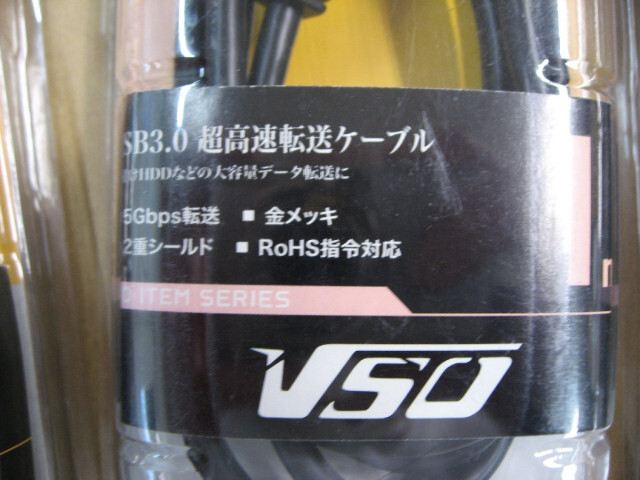 SB3.0 超高速転送ケーブル
付けHDDなどの大容量データ転送に
5Gbps転送 ■ 金メッキ
2重シールド ■ RoHS指令対応
D ITEM SERIES
VSO